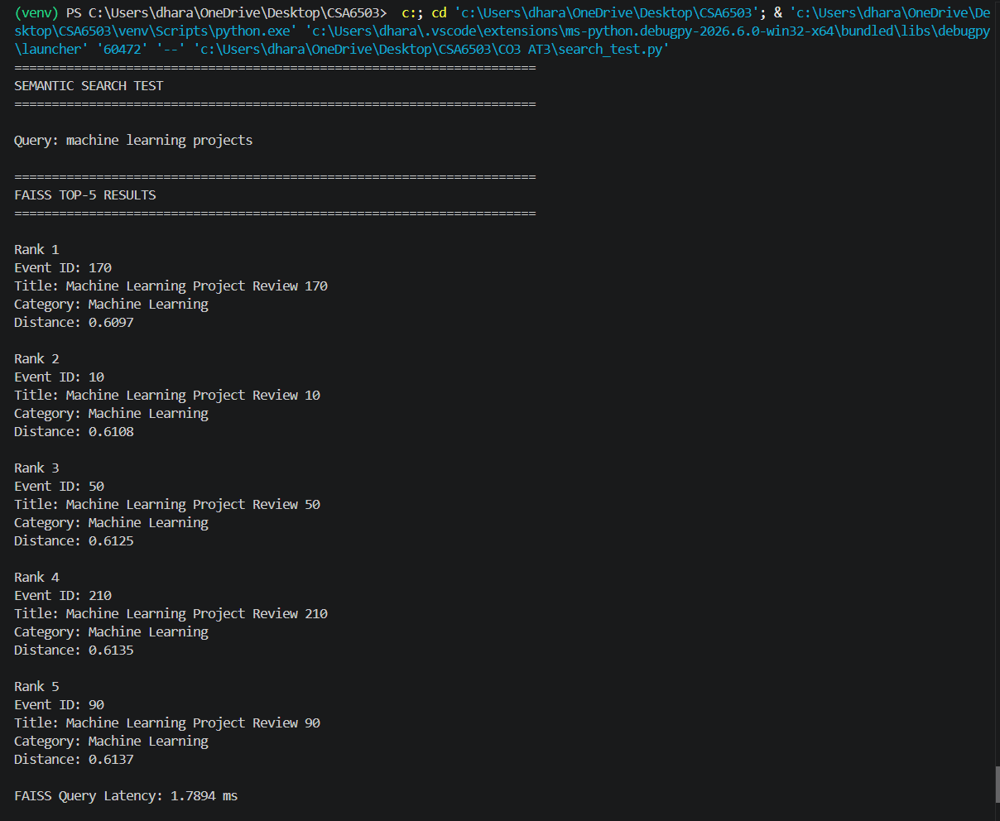 (venv) PS C:\Users\dhara\OneDrive\Desktop\CSA6503>  c:; cd 'c:\Users\dhara\OneDrive\Desktop\CSA6503'; & 'c:\Users\dhara\OneDrive\De
sktop\CSA6503\venv\Scripts\python.exe' 'c:\Users\dhara\.vscode\extensions\ms-python.debugpy-2026.6.0-win32-x64\bundled\libs\debugpy
\launcher' '60472' '--' 'c:\Users\dhara\OneDrive\Desktop\CSA6503\CO3 AT3\search_test.py'
======================================================================
SEMANTIC SEARCH TEST
======================================================================
Query: machine learning projects
======================================================================
FAISS TOP-5 RESULTS
======================================================================
Rank 1
Event ID: 170
Title: Machine Learning Project Review 170
Category: Machine Learning
Distance: 0.6097
Rank 2
Event ID: 10
Title: Machine Learning Project Review 10
Category: Machine Learning
Distance: 0.6108
Rank 3
Event ID: 50
Title: Machine Learning Project Review 50
Category: Machine Learning
Distance: 0.6125
Rank 4
Event ID: 210
Title: Machine Learning Project Review 210
Category: Machine Learning
Distance: 0.6135
Rank 5
Event ID: 90
Title: Machine Learning Project Review 90
Category: Machine Learning
Distance: 0.6137
FAISS Query Latency: 1.7894 ms